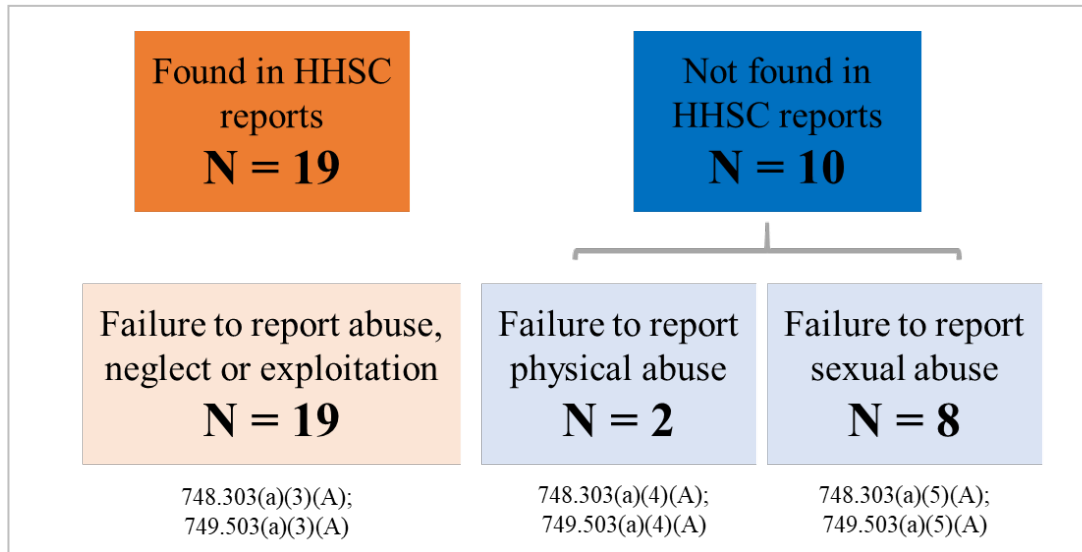 Found in HHSC
reports
N = 19
Not found in
HHSC reports
N = 10
Failure to report abuse,
neglect or exploitation
N = 19
Failure to report
physical abuse
N = 2
Failure to report
sexual abuse
N = 8
748.303(a)(3)(A);
749.503(a)(3)(A)
748.303(a)(4)(A);
749.503(a)(4)(A)
748.303(a)(5)(A);
749.503(a)(5)(A)